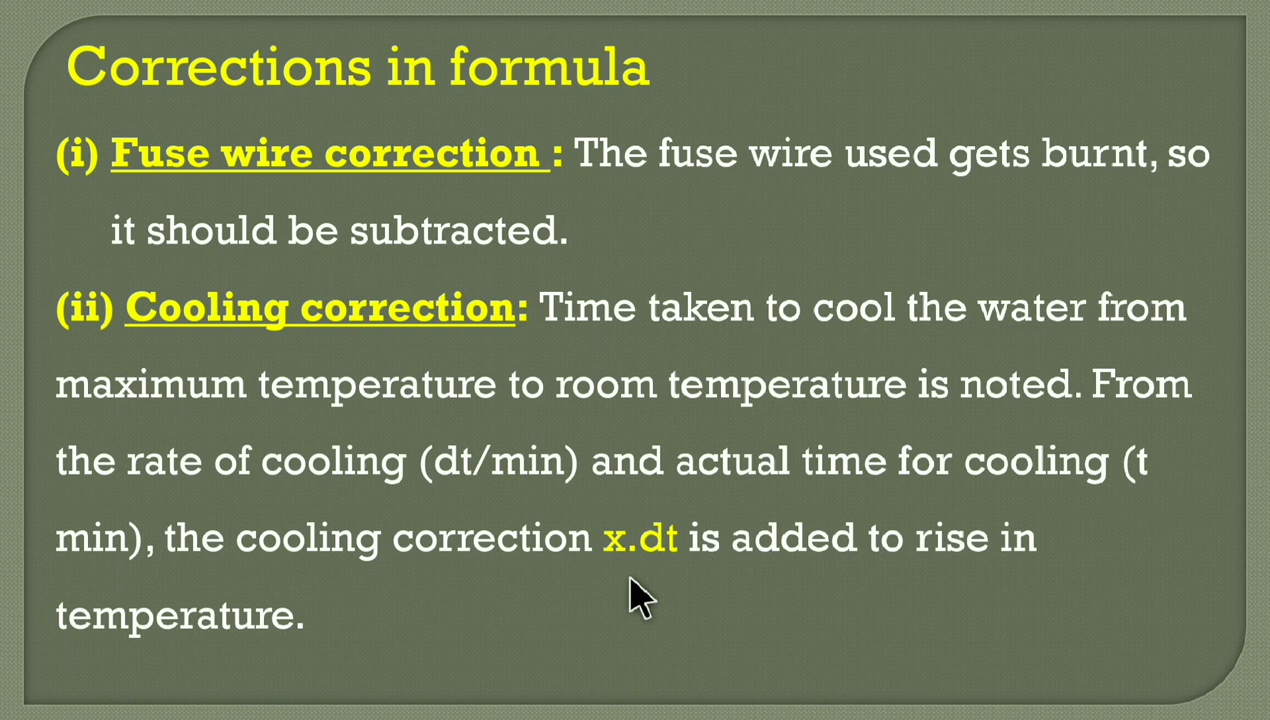 Corrections in formula
(i) Fuse wire correction : The fuse wire used gets burnt, so
it should be subtracted.
(ii) Cooling correction: Time taken to cool the water from
maximum temperature to room temperature is noted. From
the rate of cooling (dt/min) and actual time for cooling (t
min), the cooling correction x.dt is added to rise in
temperature.